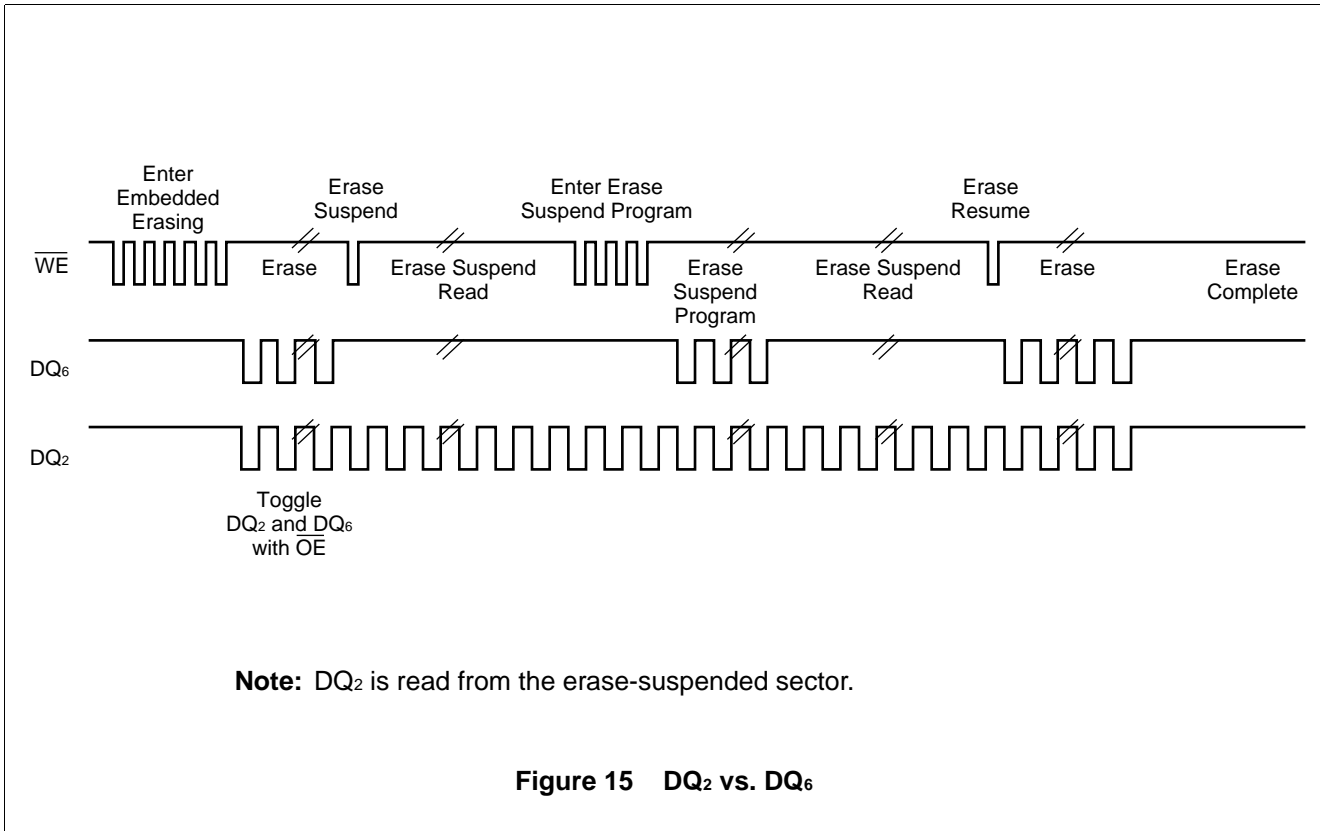 Enter
Embedded
Erasing
Erase
Suspend
Enter Erase
Suspend Program
Erase
Resume
WE
Erase
Erase Suspend
Read
Erase
Suspend
Program
Erase Suspend
Read
Erase
Erase
Complete
DQ6
DQ2
Toggle
DQ2 and DQ6
with OE
Note: DQ2 is read from the erase-suspended sector.
Figure 15 DQ2 vs. DQ6